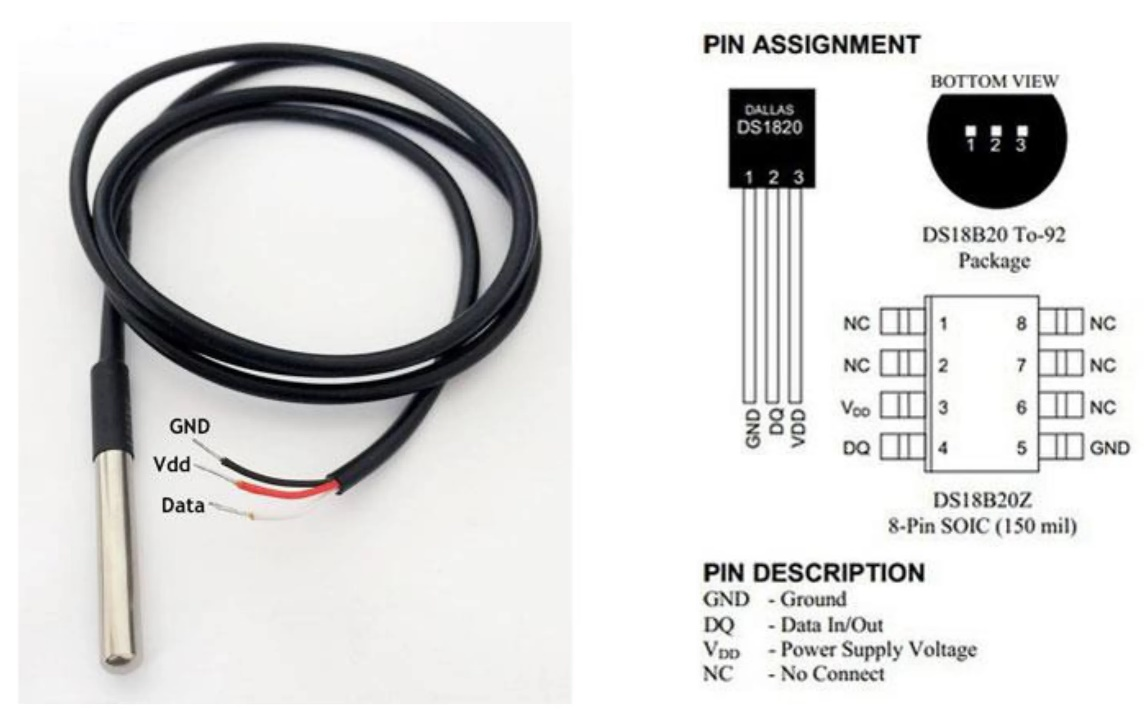 GND
Vdd
Data
PIN ASSIGNMENT
DALLAS
DS1820
1 2 3
GND
DQ
VDD
BOTTOM VIEW
1 2 3
DS18B20 To-92
Package
NC 1 8 NC
NC 2 7 NC
VDD 3 6 NC
DQ 4 5 GND
DS18B20Z
8-Pin SOIC (150 mil)
PIN DESCRIPTION
GND - Ground
DQ - Data In/Out
VDD - Power Supply Voltage
NC - No Connect